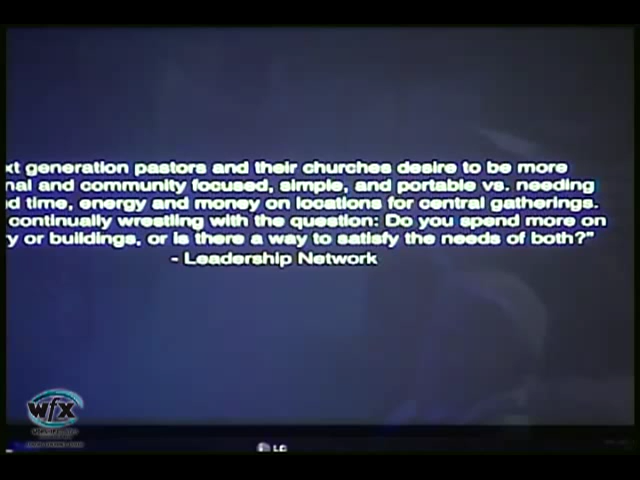 xt generation pastors and their churches desire to be more
nal and community focused, simple, and portable vs. needing
d time, energy and money on locations for central gatherings.
continually wrestling with the question: Do you spend more on
y or buildings, or is there a way to satisfy the needs of both?"
- Leadership Network
wfx
LG